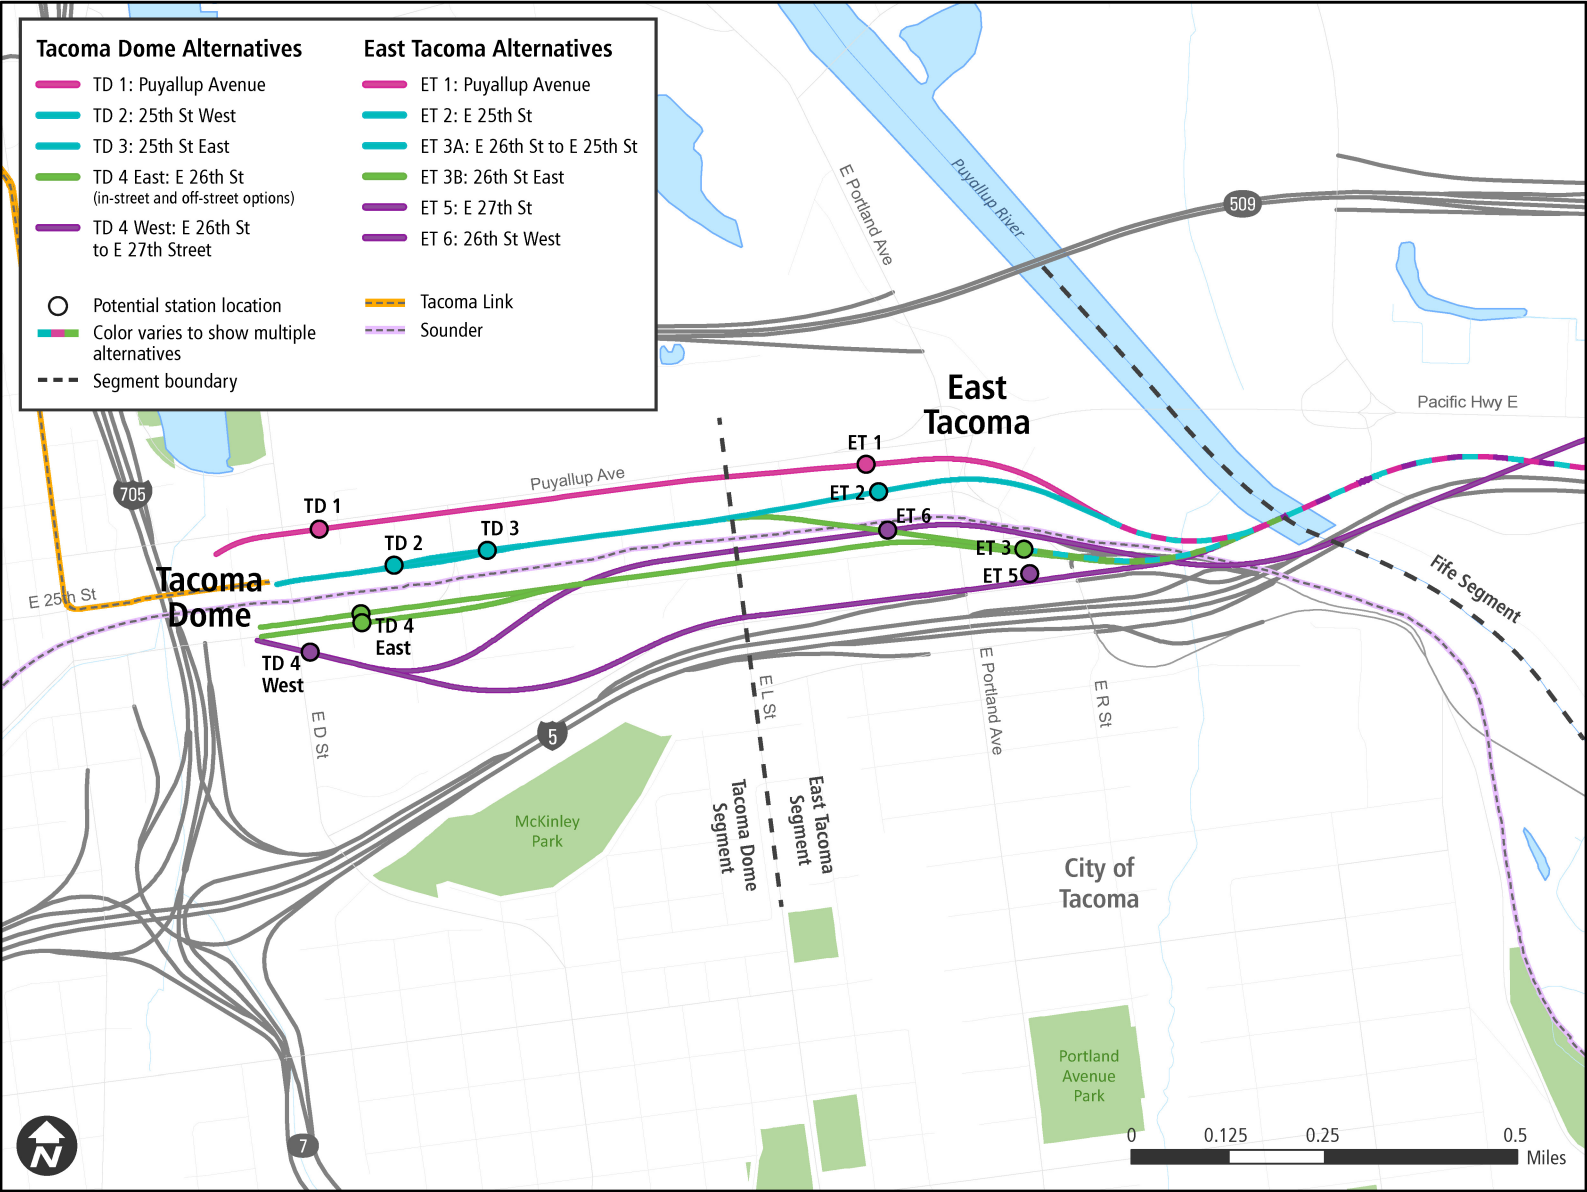 Tacoma Dome Alternatives
TD 1: Puyallup Avenue
TD 2: 25th St West
TD 3: 25th St East
TD 4 East: E 26th St
(in-street and off-street options)
TD 4 West: E 26th St
to E 27th Street
Potential station location
Color varies to show multiple
alternatives
Segment boundary
East Tacoma Alternatives
ET 1: Puyallup Avenue
ET 2: E 25th St
ET 3A: E 26th St to E 25th St
ET 3B: 26th St East
ET 5: E 27th St
ET 6: 26th St West
Tacoma Link
Sounder
E Portland Ave
Puyallup River
509
Pacific Hwy E
East
Tacoma
ET 1
ET 2
ET 6
ET 3
ET 5
Puyallup Ave
705
TD 1
TD 2
TD 3
Tacoma
Dome
E 25th St
TD 4
East
TD 4
West
Fife Segment
E D St
E L St
E Portland Ave
E R St
5
McKinley
Park
Tacoma Dome
Segment
East Tacoma
Segment
City of
Tacoma
Portland
Avenue
Park
7
N
0
0.125
0.25
0.5
Miles